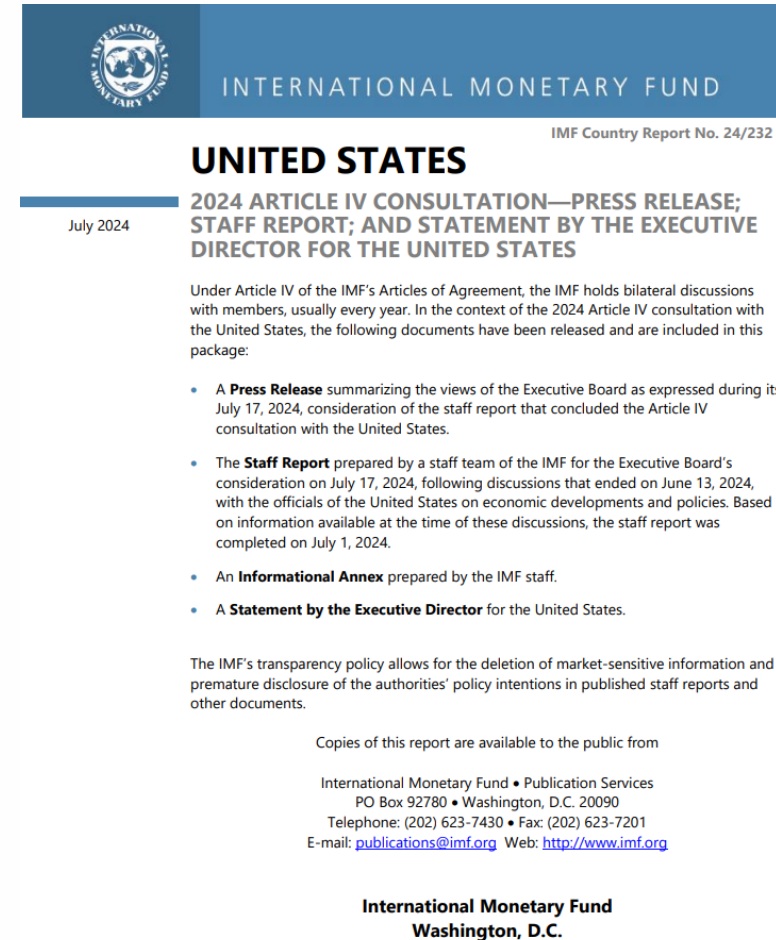 INTERNATIONAL MONETARY FUND
INTERNATIONAL MONETARY FUND
IMF Country Report No. 24/232
UNITED STATES
July 2024
2024 ARTICLE IV CONSULTATION—PRESS RELEASE;
STAFF REPORT; AND STATEMENT BY THE EXECUTIVE
DIRECTOR FOR THE UNITED STATES
Under Article IV of the IMF’s Articles of Agreement, the IMF holds bilateral discussions
with members, usually every year. In the context of the 2024 Article IV consultation with
the United States, the following documents have been released and are included in this
package:
• A Press Release summarizing the views of the Executive Board as expressed during its
July 17, 2024, consideration of the staff report that concluded the Article IV
consultation with the United States.
• The Staff Report prepared by a staff team of the IMF for the Executive Board’s
consideration on July 17, 2024, following discussions that ended on June 13, 2024,
with the officials of the United States on economic developments and policies. Based
on information available at the time of these discussions, the staff report was
completed on July 1, 2024.
• An Informational Annex prepared by the IMF staff.
• A Statement by the Executive Director for the United States.
The IMF’s transparency policy allows for the deletion of market-sensitive information and
premature disclosure of the authorities’ policy intentions in published staff reports and
other documents.
Copies of this report are available to the public from
International Monetary Fund • Publication Services
PO Box 92780 • Washington, D.C. 20090
Telephone: (202) 623-7430 • Fax: (202) 623-7201
E-mail: publications@imf.org Web: http://www.imf.org
International Monetary Fund
Washington, D.C.